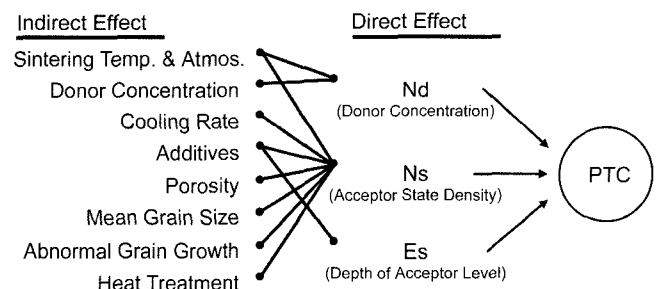 Indirect Effect
Direct Effect
Sintering Temp. & Atmos.
Donor Concentration
Cooling Rate
Additives
Porosity
Mean Grain Size
Abnormal Grain Growth
Heat Treatment
Nd
(Donor Concentration)
Ns
(Acceptor State Density)
Es
(Depth of Acceptor Level)
PTC